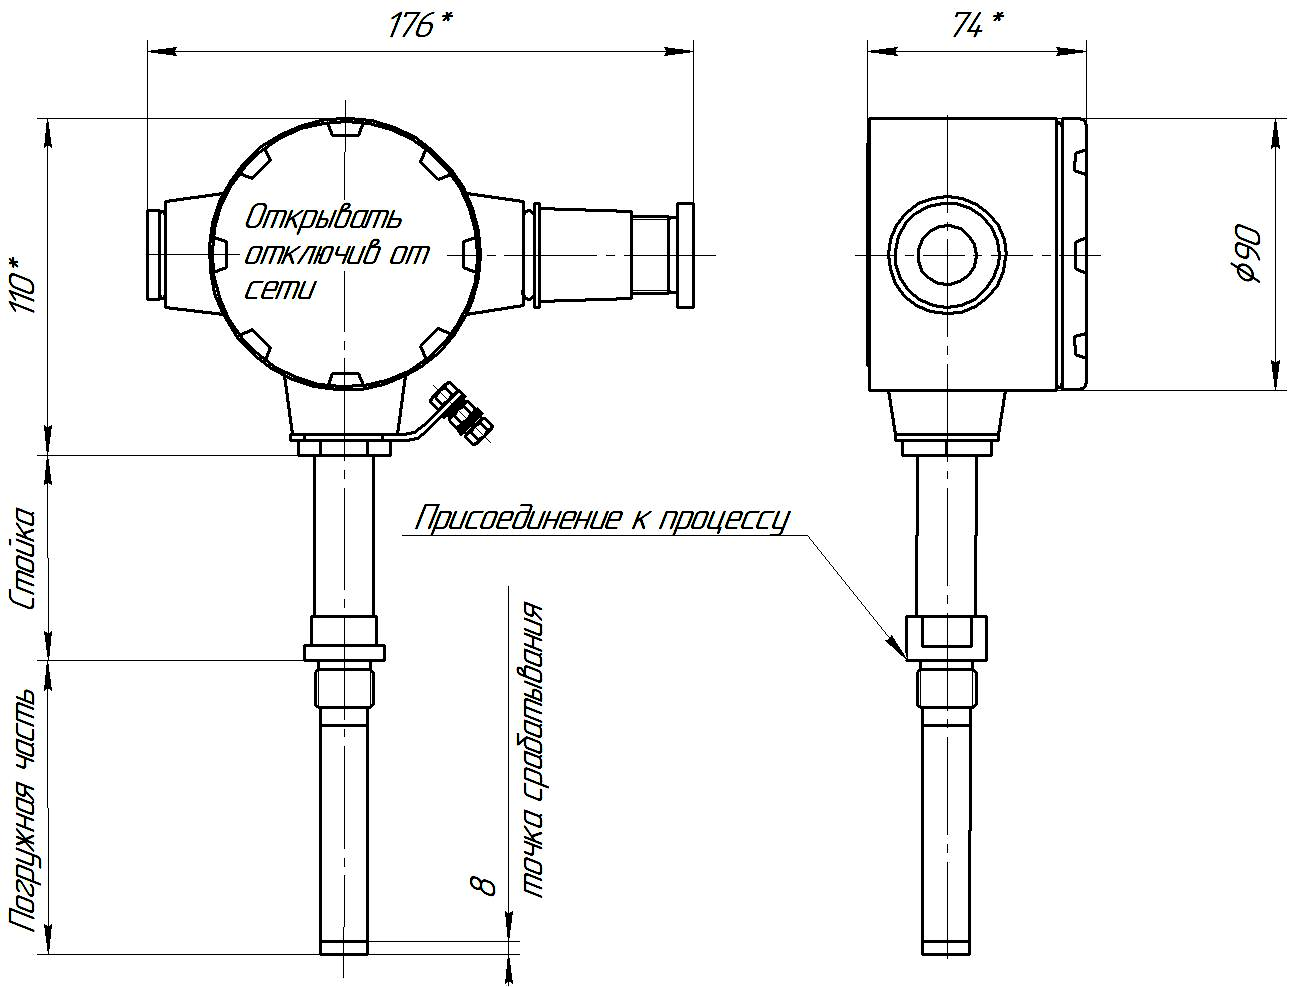 176*
74*
110*
Открывать
отключив от
сети
ϕ90
Присоединение к процессу
Стойка
Погружная часть
8
точка срабатывания